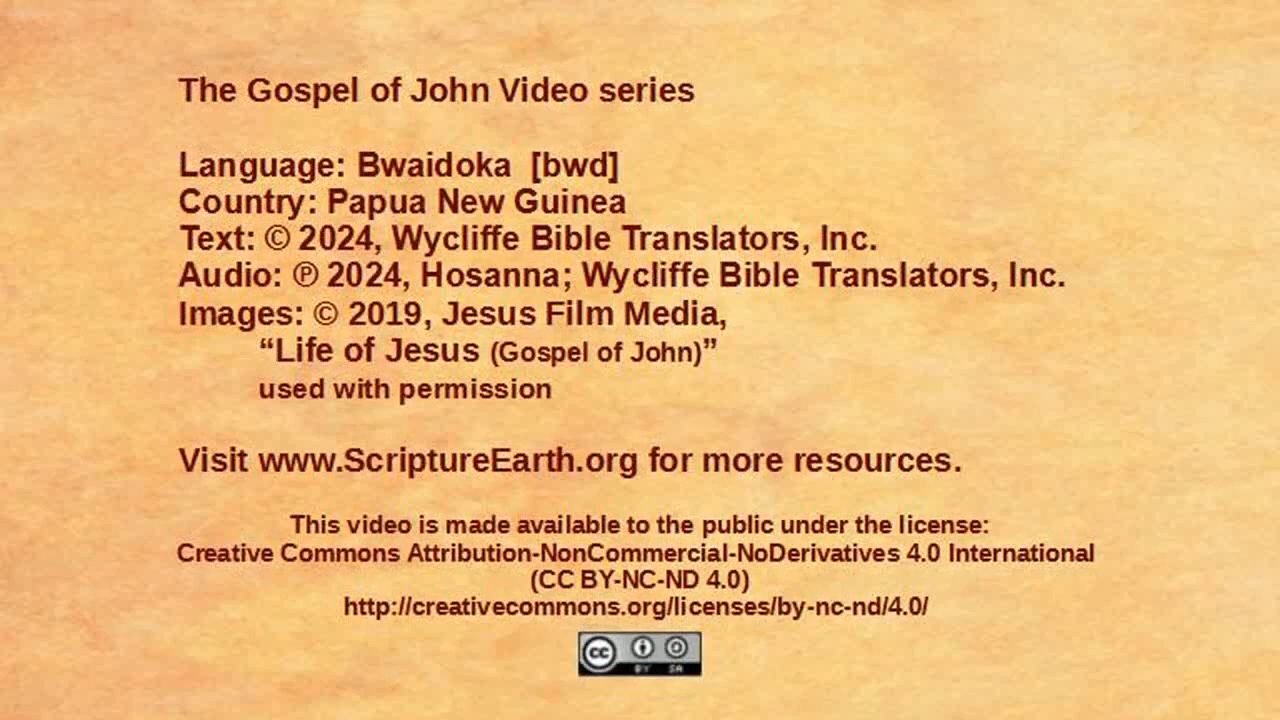 The Gospel of John Video series
Language: Bwaidoka [bwd]
Country: Papua New Guinea
Text: © 2024, Wycliffe Bible Translators, Inc.
Audio: ℗ 2024, Hosanna; Wycliffe Bible Translators, Inc.
Images: © 2019, Jesus Film Media,
“Life of Jesus (Gospel of John)”
used with permission
Visit www.ScriptureEarth.org for more resources.
This video is made available to the public under the license:
Creative Commons Attribution-NonCommercial-NoDerivatives 4.0 International
(CC BY-NC-ND 4.0)
http://creativecommons.org/licenses/by-nc-nd/4.0/
cc
BY SA